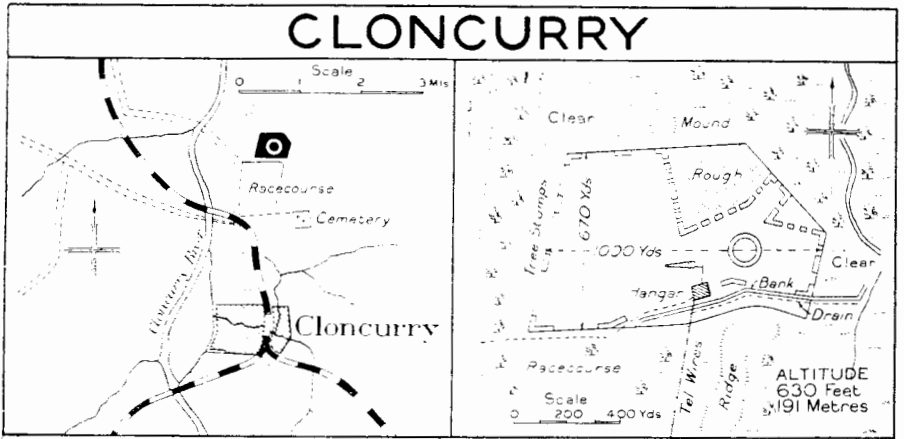 CLONCURRY
Scale
0 1 2 3 Mls
Racecourse
Cemetery
Cloncurry River
Cloncurry
Clear
Mound
Rough
Tree Stumps
670 Yds
1000 Yds
Clear
Hangar
Bank
Drain
Racecourse
Scale
0 200 400 Yds
Tel Wires
Ridge
ALTITUDE
630 Feet
191 Metres